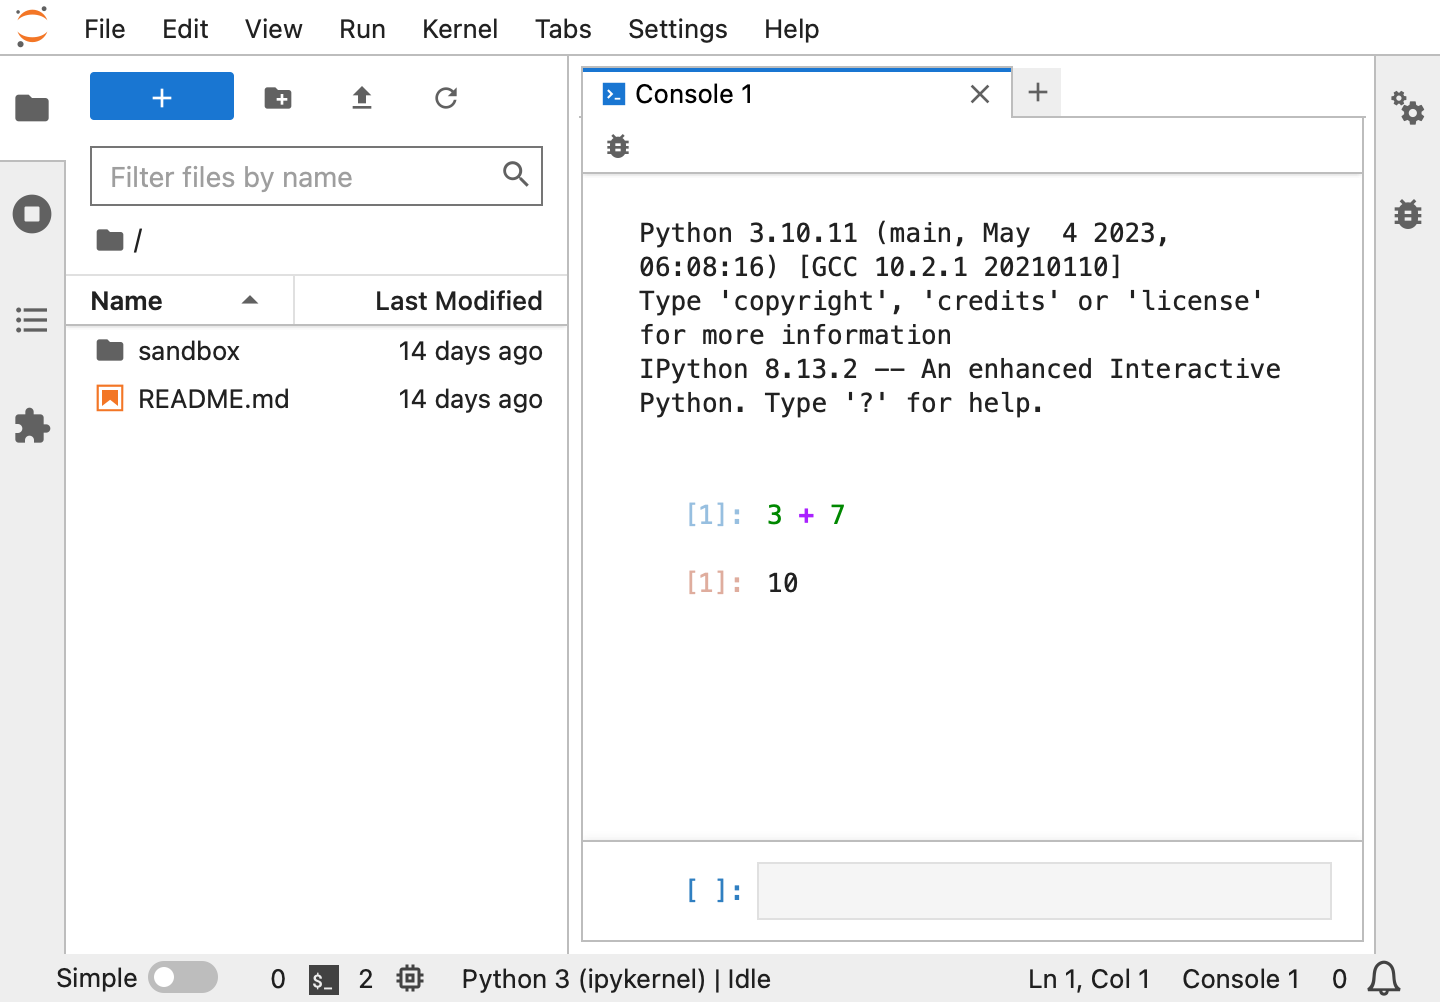 File Edit View Run Kernel Tabs Settings Help
+
Filter files by name
/
Name Last Modified
sandbox 14 days ago
README.md 14 days ago
Console 1
+
Python 3.10.11 (main, May  4 2023,
06:08:16) [GCC 10.2.1 20210110]
Type 'copyright', 'credits' or 'license'
for more information
IPython 8.13.2 -- An enhanced Interactive
Python. Type '?' for help.
[1]: 3 + 7
[1]: 10
[ ]:
Simple 0 $_ 2 Python 3 (ipykernel) | Idle Ln 1, Col 1 Console 1 0